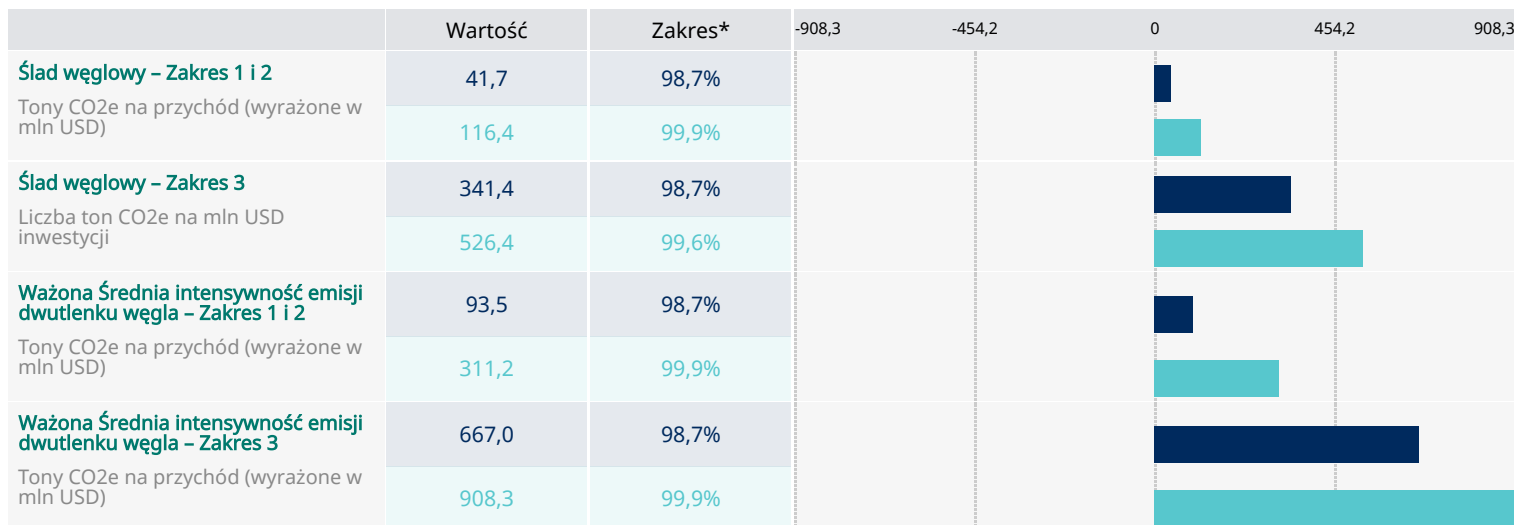 Wartość Zakres* -908,3 -454,2 0 454,2 908,3
Ślad węglowy – Zakres 1 i 2
Tony CO2e na przychód (wyrażone w
mln USD)
41,7 98,7%
116,4 99,9%
Ślad węglowy – Zakres 3
Liczba ton CO2e na mln USD
inwestycji
341,4 98,7%
526,4 99,6%
Ważona Średnia intensywność emisji
dwutlenku węgla – Zakres 1 i 2
Tony CO2e na przychód (wyrażone w
mln USD)
93,5 98,7%
311,2 99,9%
Ważona Średnia intensywność emisji
dwutlenku węgla – Zakres 3
Tony CO2e na przychód (wyrażone w
mln USD)
667,0 98,7%
908,3 99,9%